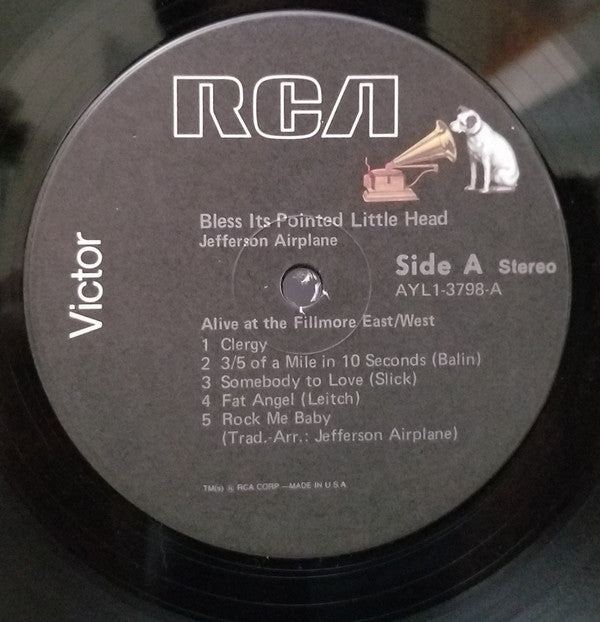 RCA
Victor
Bless Its Pointed Little Head
Jefferson Airplane
Side A Stereo
AYL1-3798-A
Alive at the Fillmore East/West
1 Clergy
2 3/5 of a Mile in 10 Seconds (Balin)
3 Somebody to Love (Slick)
4 Fat Angel (Leitch)
5 Rock Me Baby
(Trad.-Arr.: Jefferson Airplane)
TM(s) ® RCA CORP.—MADE IN U.S.A.